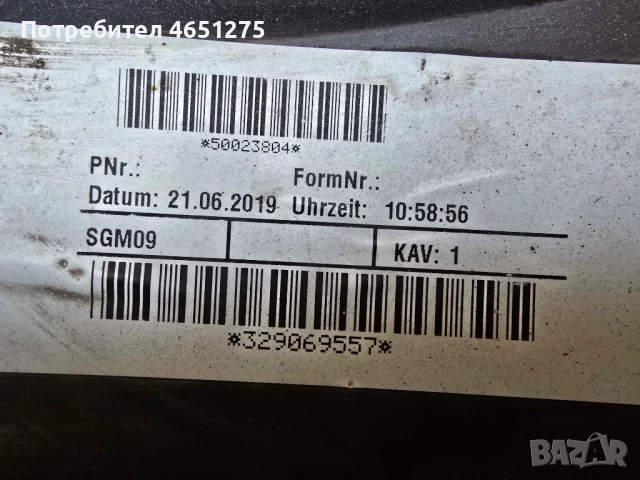 Потребител 4651275
*50023804*
PNr.: FormNr.:
Datum: 21.06.2019 Uhrzeit: 10:58:56
SGM09 KAV: 1
*329069557*
BAZAR